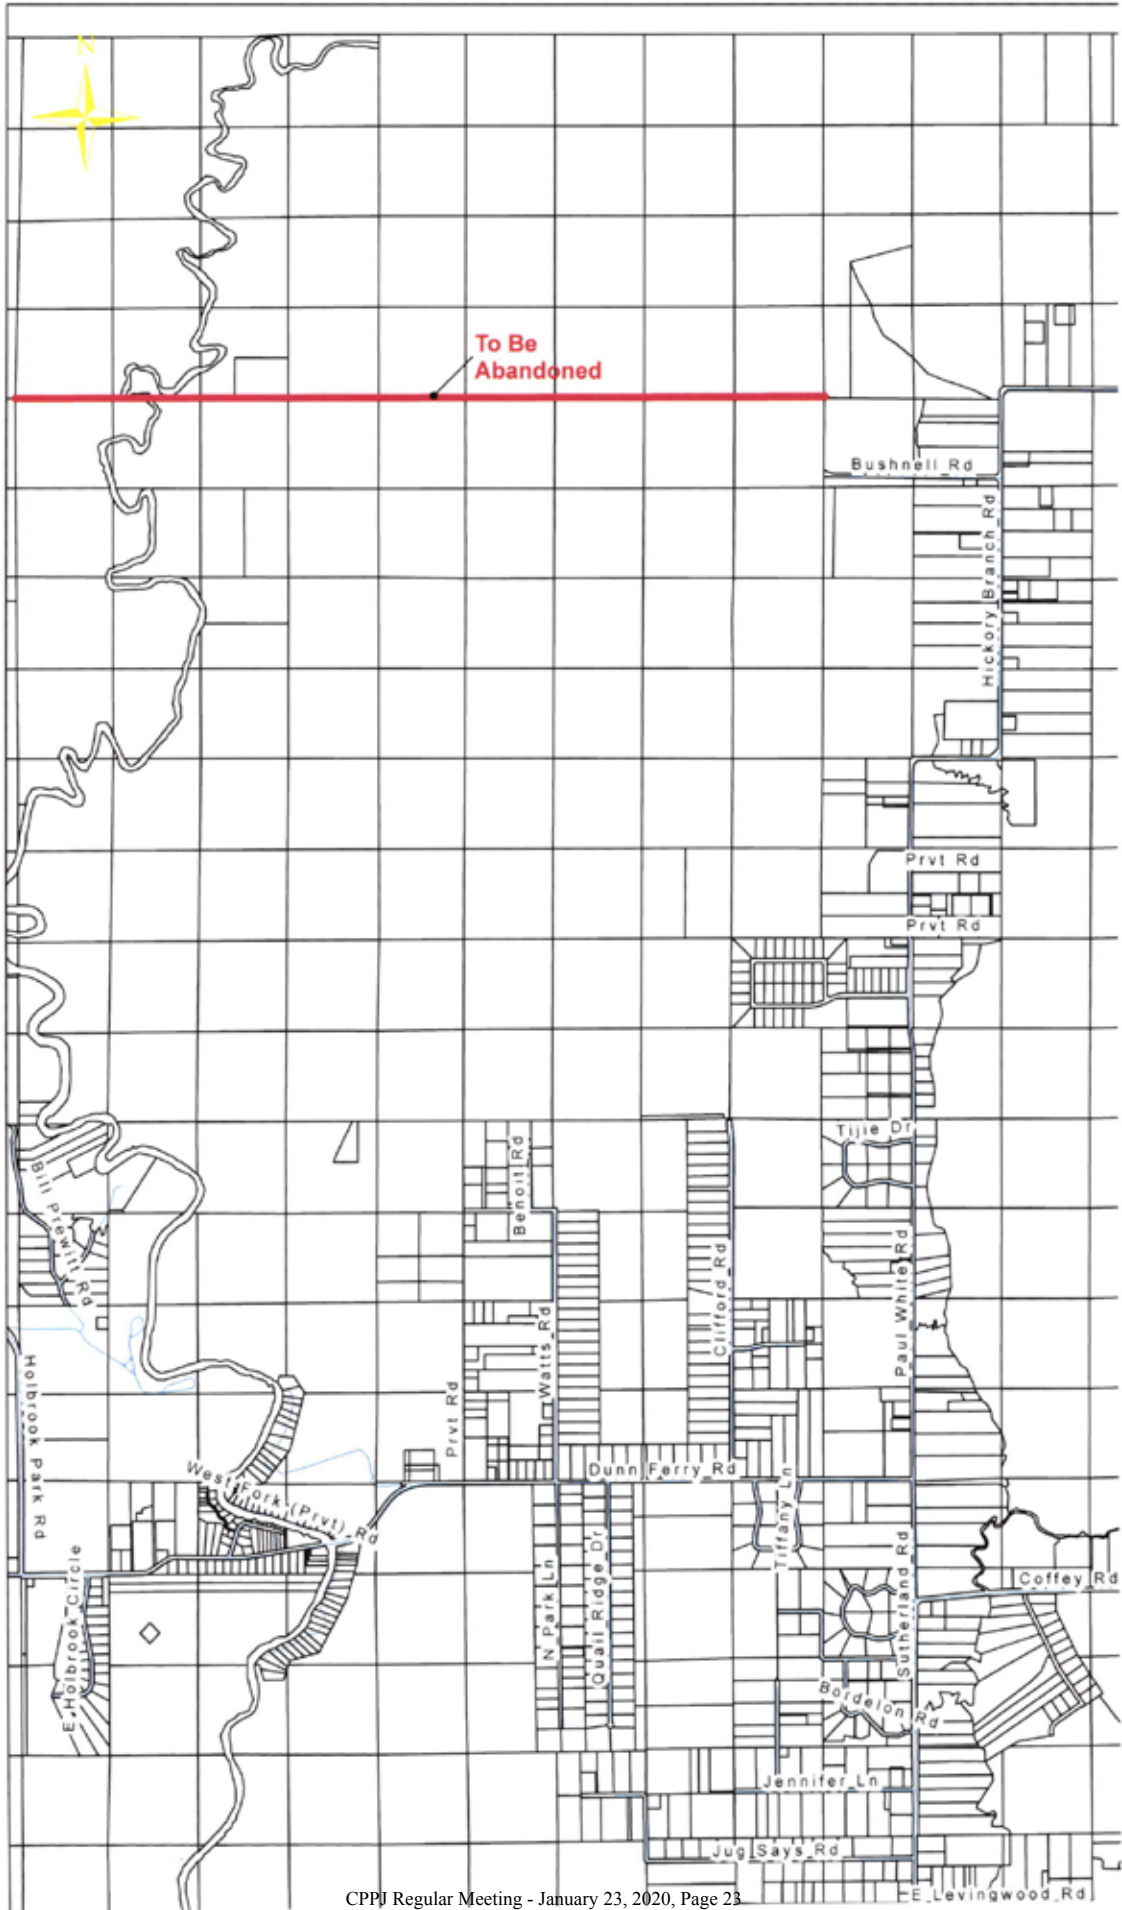 N
To Be
Abandoned
Bushnell Rd
Hickory Branch Rd
Prvt Rd
Prvt Rd
Tijie Dr
Bill Prewitt Rd
Benoit Rd
Clifford Rd
Paul White Rd
Watts Rd
Holbrook Park Rd
Prvt Rd
Dunn Ferry Rd
West Fork (Prvt) Rd
Tiffany Ln
E Holbrook Circle
N Park Ln
Quail Ridge Dr
Sutherland Rd
Coffey Rd
Bordelon Rd
Jennifer Ln
Jug Says Rd
E Levingwood Rd
CPPJ Regular Meeting - January 23, 2020, Page 23